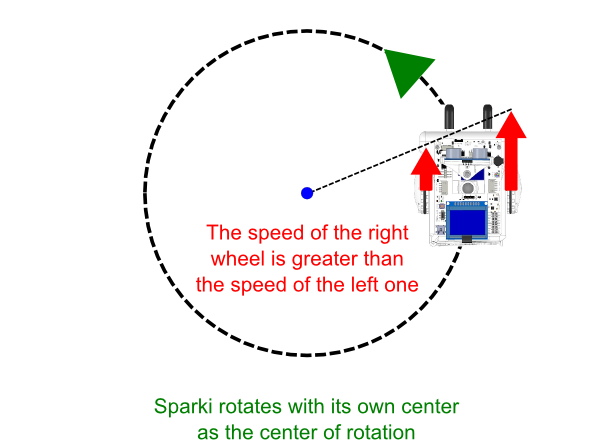 The speed of the right
wheel is greater than
the speed of the left one
Sparki rotates with its own center
as the center of rotation